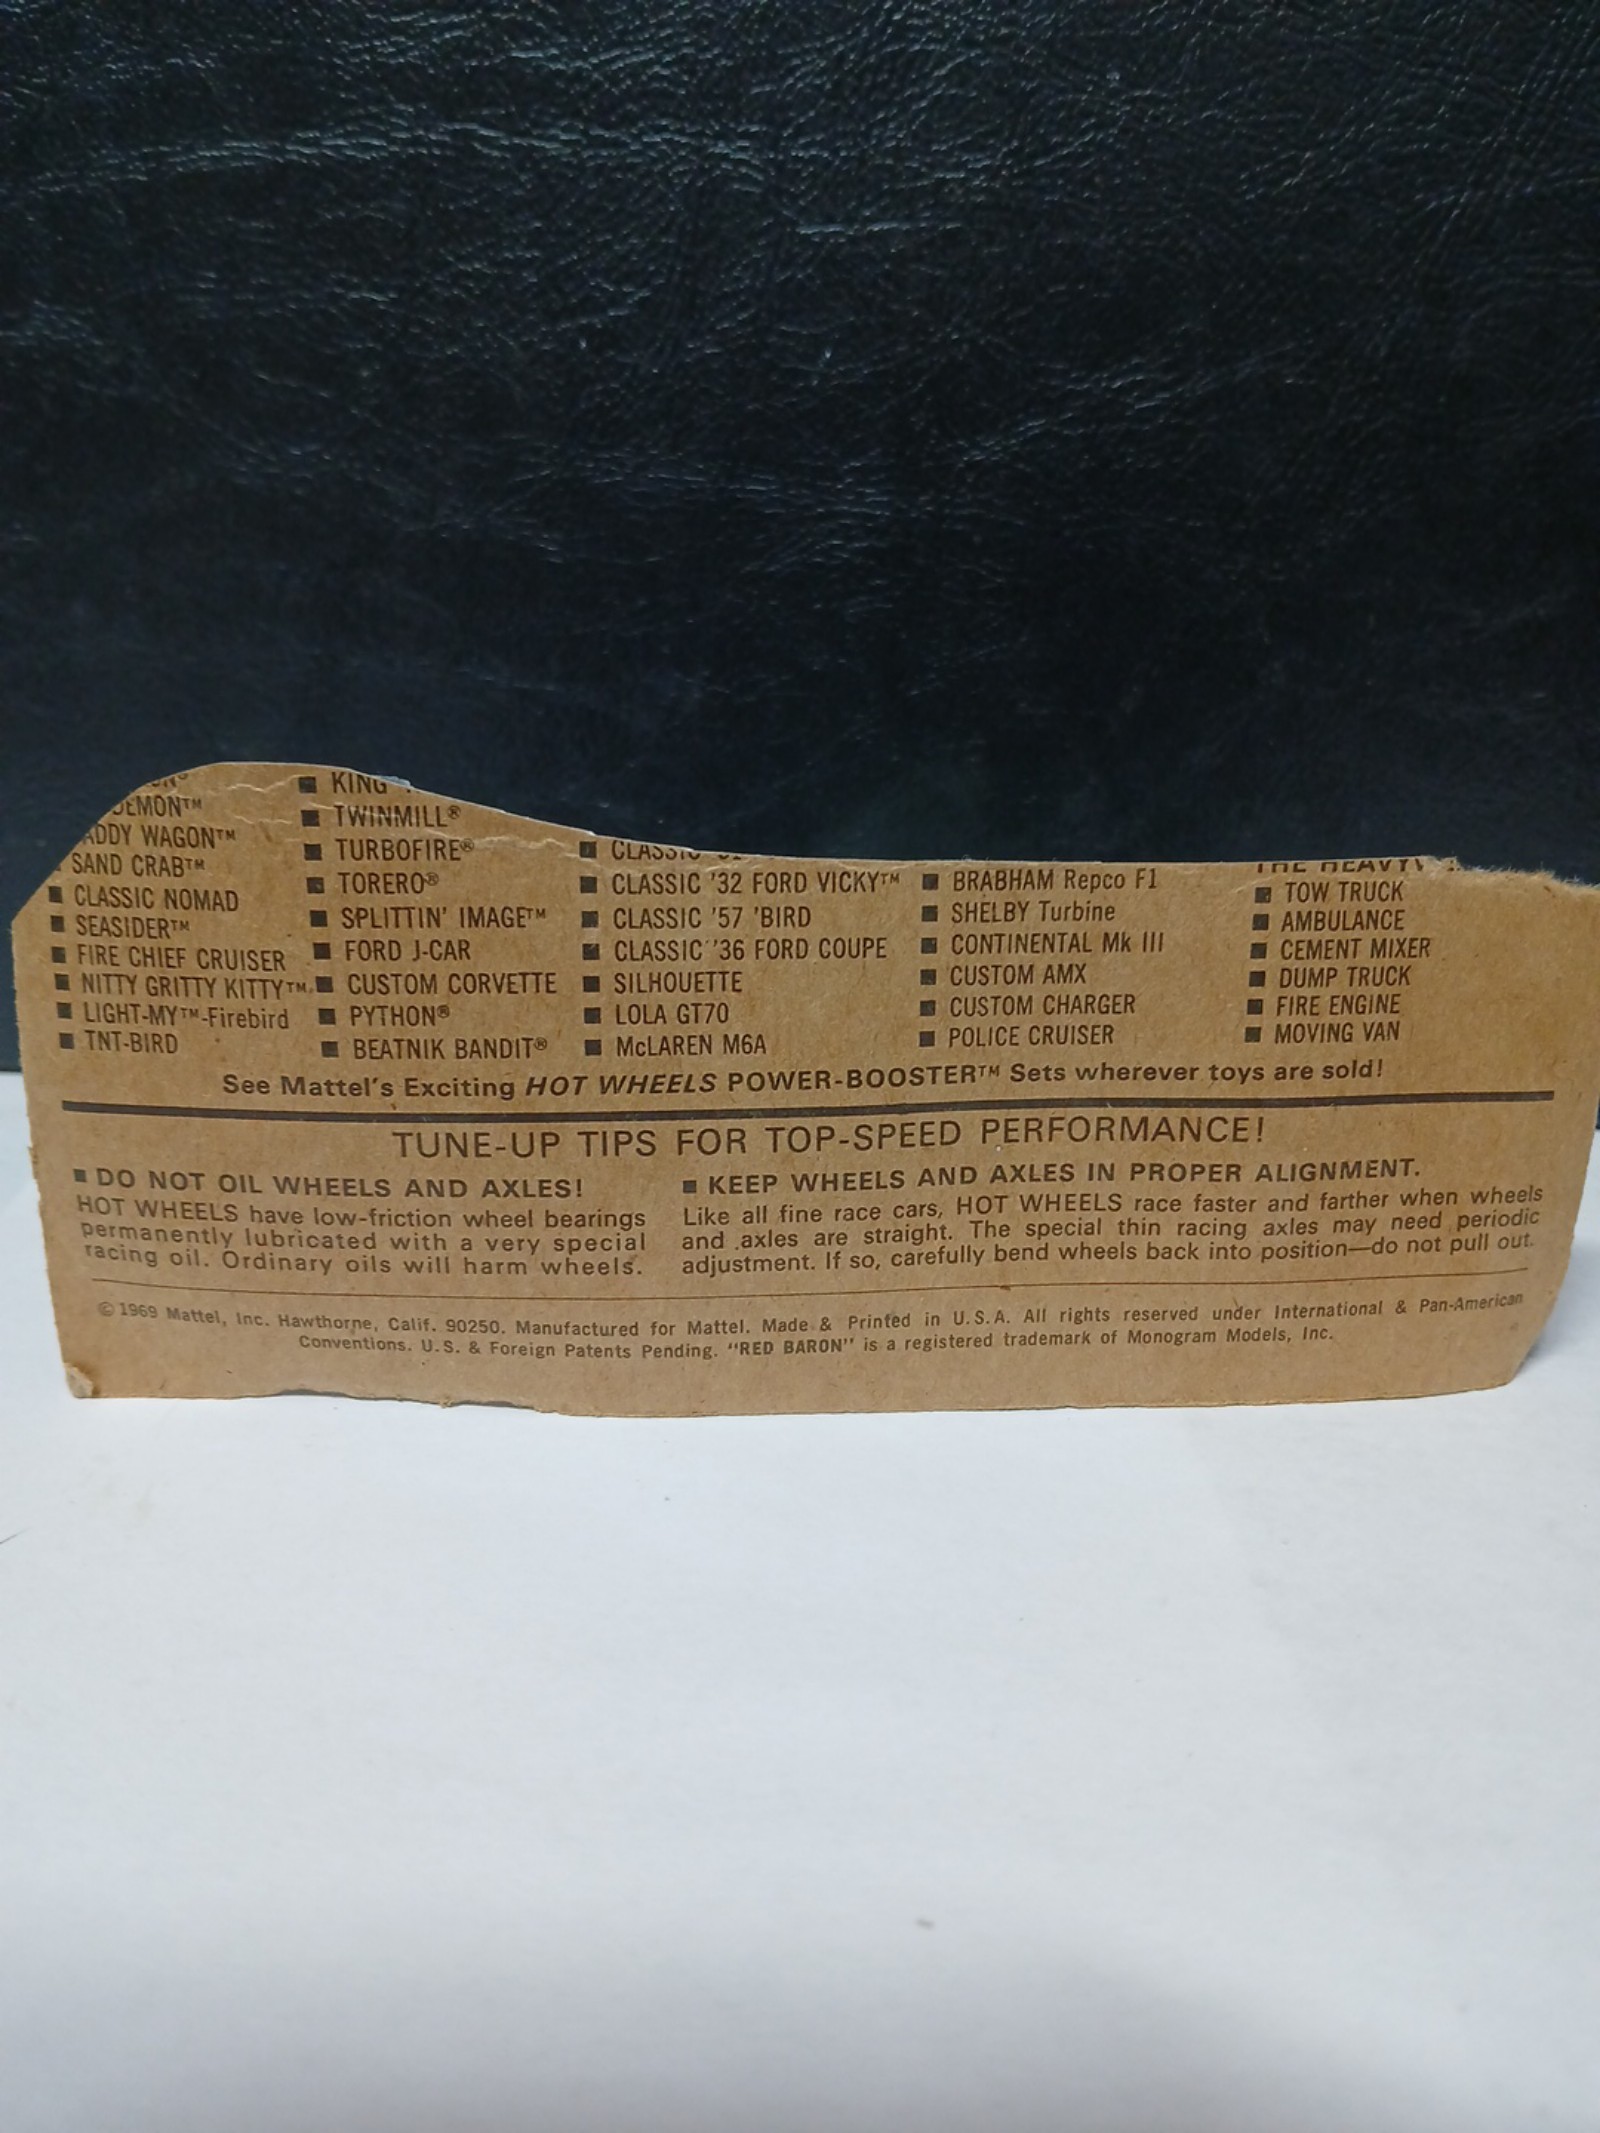 DEMON™
ADDY WAGON™
SAND CRAB™
■ CLASSIC NOMAD
■ SEASIDER™
■ FIRE CHIEF CRUISER
■ NITTY GRITTY KITTY™
■ LIGHT-MY™-Firebird
■ TNT-BIRD
■ KING
■ TWINMILL®
■ TURBOFIRE®
■ TORERO®
■ SPLITTIN' IMAGE™
■ FORD J-CAR
■ CUSTOM CORVETTE
■ PYTHON®
■ BEATNIK BANDIT®
■ CLASSIC
■ CLASSIC '32 FORD VICKY™
■ CLASSIC '57 'BIRD
■ CLASSIC '36 FORD COUPE
■ SILHOUETTE
■ LOLA GT70
■ McLAREN M6A
■ BRABHAM Repco F1
■ SHELBY Turbine
■ CONTINENTAL Mk III
■ CUSTOM AMX
■ CUSTOM CHARGER
■ POLICE CRUISER
THE
■ TOW TRUCK
■ AMBULANCE
■ CEMENT MIXER
■ DUMP TRUCK
■ FIRE ENGINE
■ MOVING VAN
See Mattel's Exciting HOT WHEELS POWER-BOOSTER™ Sets wherever toys are sold!
TUNE-UP TIPS FOR TOP-SPEED PERFORMANCE!
■ DO NOT OIL WHEELS AND AXLES!
HOT WHEELS have low-friction wheel bearings
permanently lubricated with a very special
racing oil. Ordinary oils will harm wheels.
■ KEEP WHEELS AND AXLES IN PROPER ALIGNMENT.
Like all fine race cars, HOT WHEELS race faster and farther when wheels
and axles are straight. The special thin racing axles may need periodic
adjustment. If so, carefully bend wheels back into position—do not pull out.
© 1969 Mattel, Inc. Hawthorne, Calif. 90250. Manufactured for Mattel. Made & Printed in U.S.A. All rights reserved under International & Pan-American
Conventions. U.S. & Foreign Patents Pending. "RED BARON" is a registered trademark of Monogram Models, Inc.